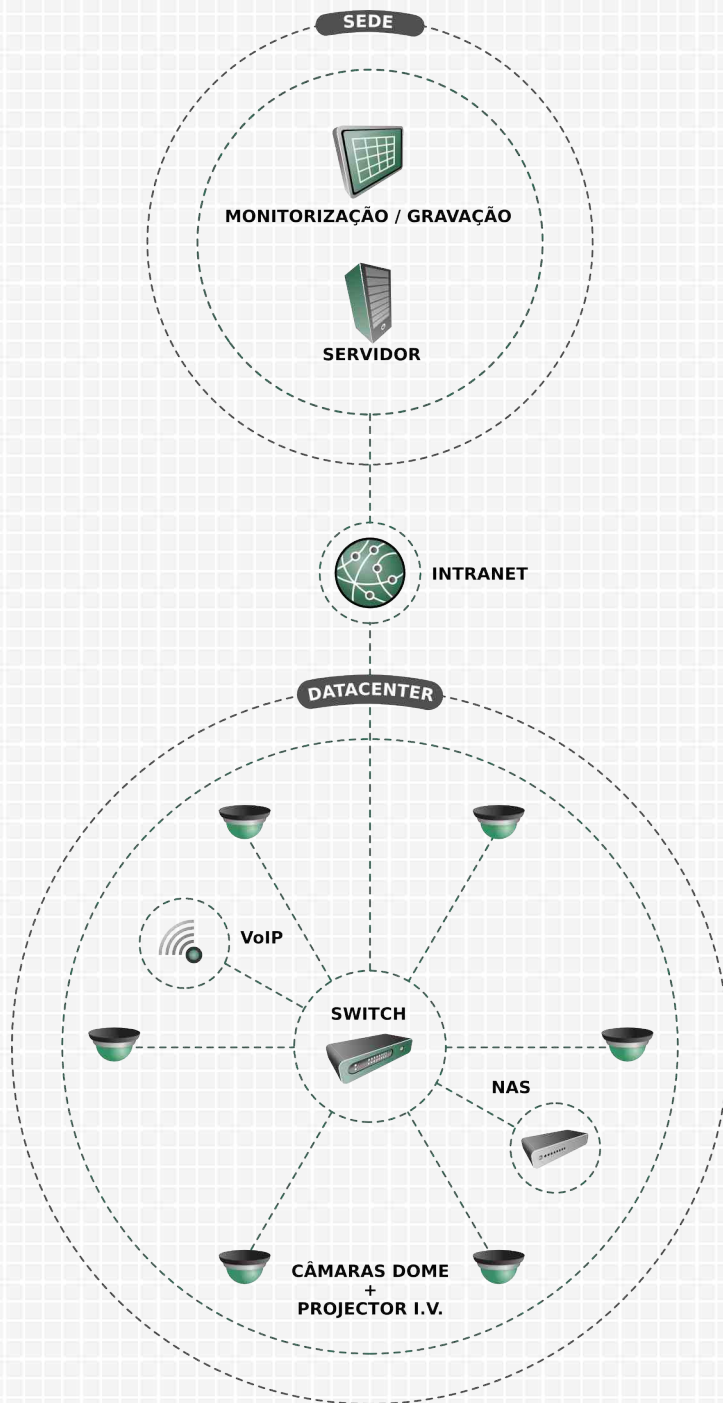 SEDE
MONITORIZAÇÃO / GRAVAÇÃO
SERVIDOR
INTRANET
DATACENTER
VoIP
SWITCH
NAS
CÂMARAS DOME
+
PROJECTOR I.V.